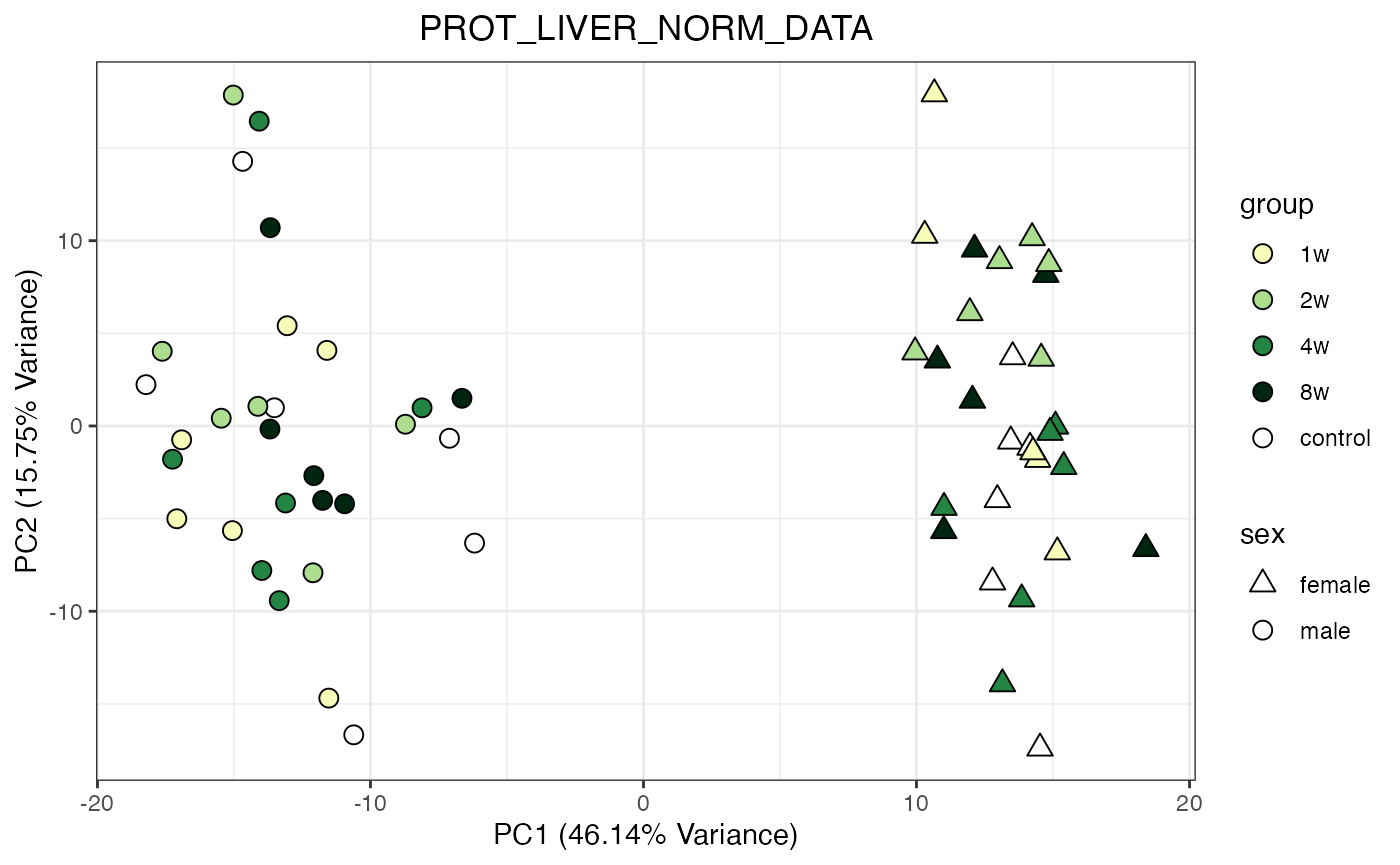 PROT_LIVER_NORM_DATA
PC2 (15.75% Variance)
10
0
-10
-20
-10
0
10
20
PC1 (46.14% Variance)
group
1w
2w
4w
8w
control
sex
female
male